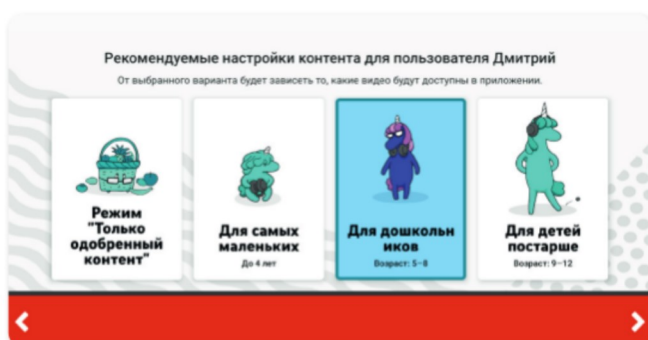 Рекомендуемые настройки контента для пользователя Дмитрий
От выбранного варианта будет зависеть то, какие видео будут доступны в приложении.
Режим
"Только
одобренный
контент"
Для самых
маленьких
До 4 лет
Для дошкольн
иков
Возраст: 5–8
Для детей
постарше
Возраст: 9–12